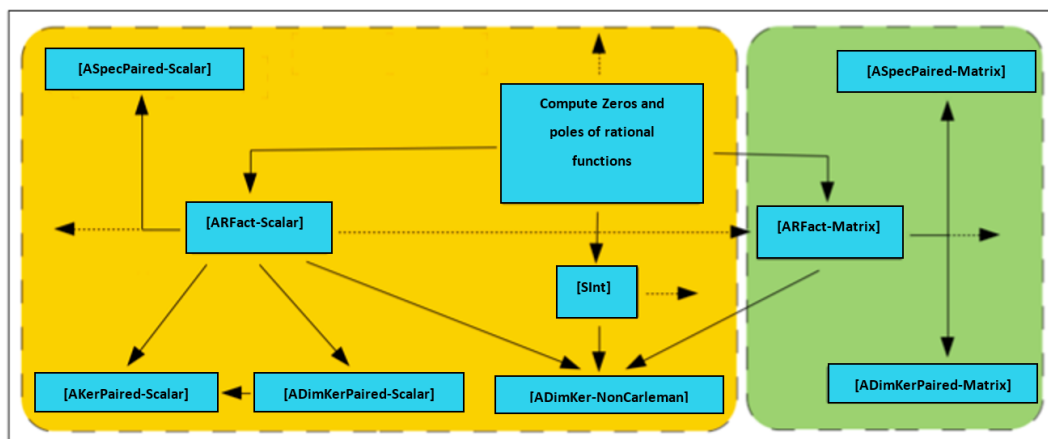 [ASpecPaired-Scalar]
Compute Zeros and
poles of rational
functions
[ASpecPaired-Matrix]
[ARFact-Scalar]
[ARFact-Matrix]
[SInt]
[AKerPaired-Scalar]
[ADimKerPaired-Scalar]
[ADimKer-NonCarleman]
[ADimKerPaired-Matrix]